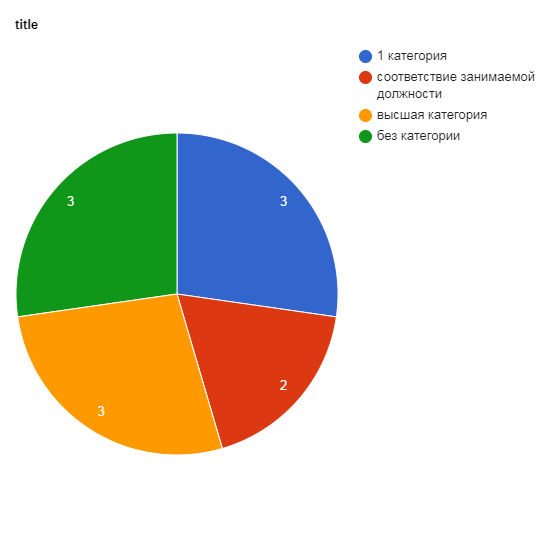 title
1 категория
соответствие занимаемой
должности
высшая категория
без категории
3
3
2
3